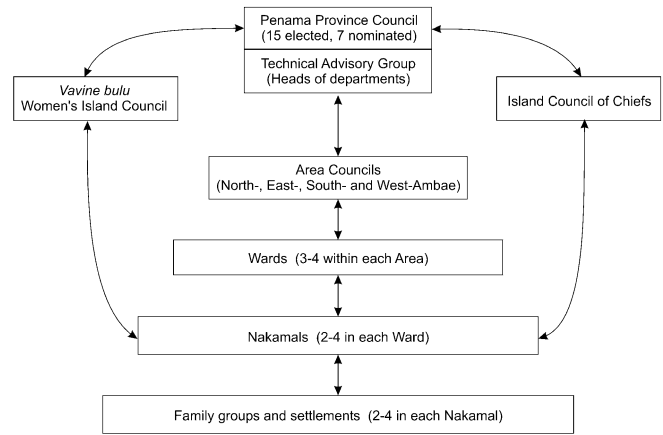 Penama Province Council
(15 elected, 7 nominated)
Technical Advisory Group
(Heads of departments)
Vavine bulu
Women's Island Council
Island Council of Chiefs
Area Councils
(North-, East-, South- and West-Ambae)
Wards (3-4 within each Area)
Nakamals (2-4 in each Ward)
Family groups and settlements (2-4 in each Nakamal)